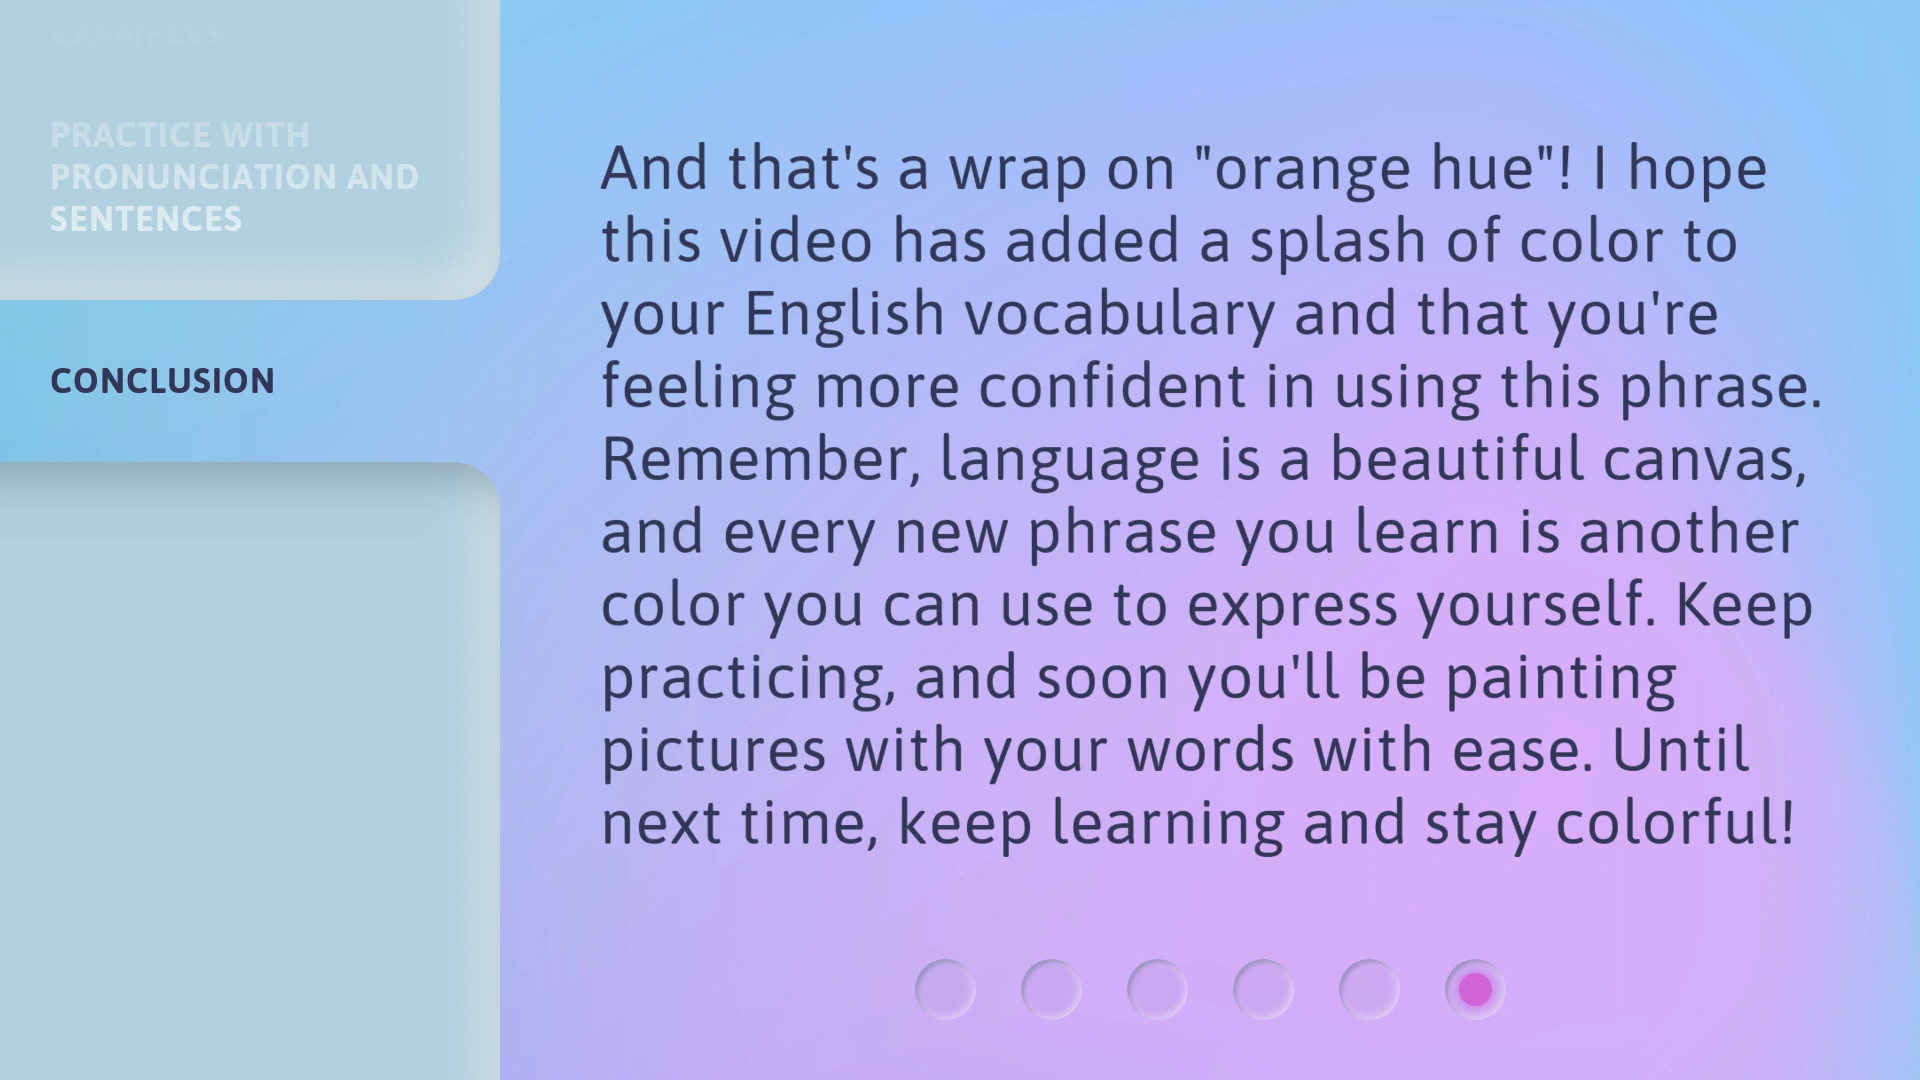 EXAMPLES
PRACTICE WITH
PRONUNCIATION AND
SENTENCES
CONCLUSION
And that's a wrap on "orange hue"! I hope
this video has added a splash of color to
your English vocabulary and that you're
feeling more confident in using this phrase.
Remember, language is a beautiful canvas,
and every new phrase you learn is another
color you can use to express yourself. Keep
practicing, and soon you'll be painting
pictures with your words with ease. Until
next time, keep learning and stay colorful!